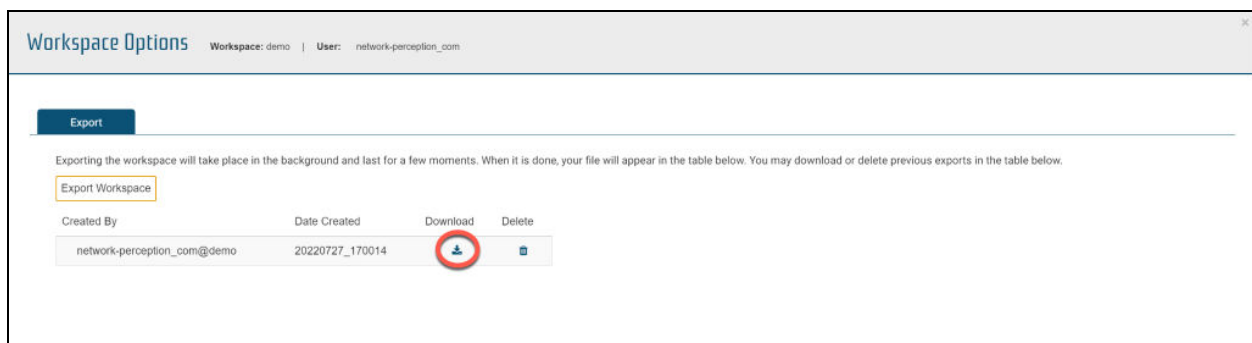 Workspace Options Workspace: demo | User: network-perception_com
Export
Exporting the workspace will take place in the background and last for a few moments. When it is done, your file will appear in the table below. You may download or delete previous exports in the table below.
Export Workspace
Created By Date Created Download Delete
network-perception_com@demo 20220727_170014